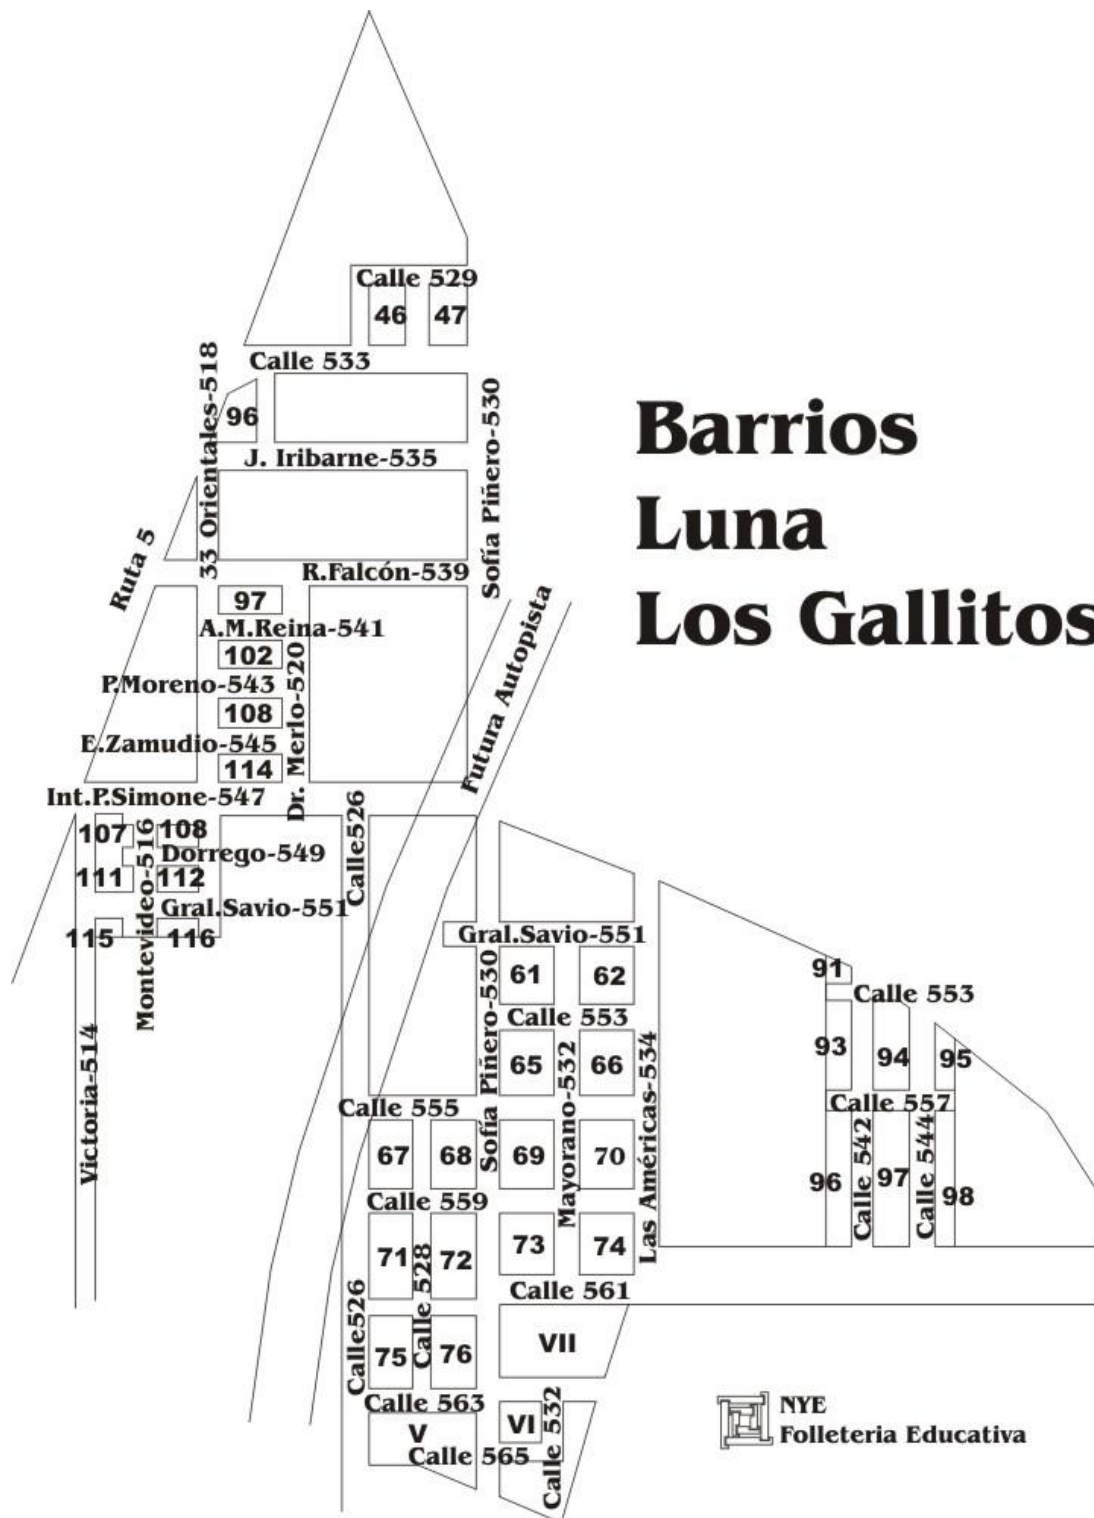 Calle 529
46
47
Calle 533
33 Orientales-518
96
Sofía Piñero-530
J. Iribarne-535
Barrios
Luna
Los Gallitos
Ruta 5
R.Falcón-539
97
A.M.Reina-541
102
P.Moreno-543
108
Dr. Merlo-520
E.Zamudio-545
114
Futura Autopista
Int.P.Simone-547
107
108
Montevideo-516
Dorrego-549
Calle526
111
112
Gral.Savio-551
115
116
Victoria-514
Gral.Savio-551
61
62
91
Calle 553
Sofía Piñero-530
Calle 553
93
94
95
65
66
Mayorano-532
Las Américas-534
Calle 555
Calle 557
67
68
69
70
96
Calle 542
97
Calle 544
98
Calle 559
71
72
73
74
Calle 528
Calle526
Calle 561
75
76
VII
Calle 563
V
VI
Calle 532
Calle 565
NYE
Folleteria Educativa